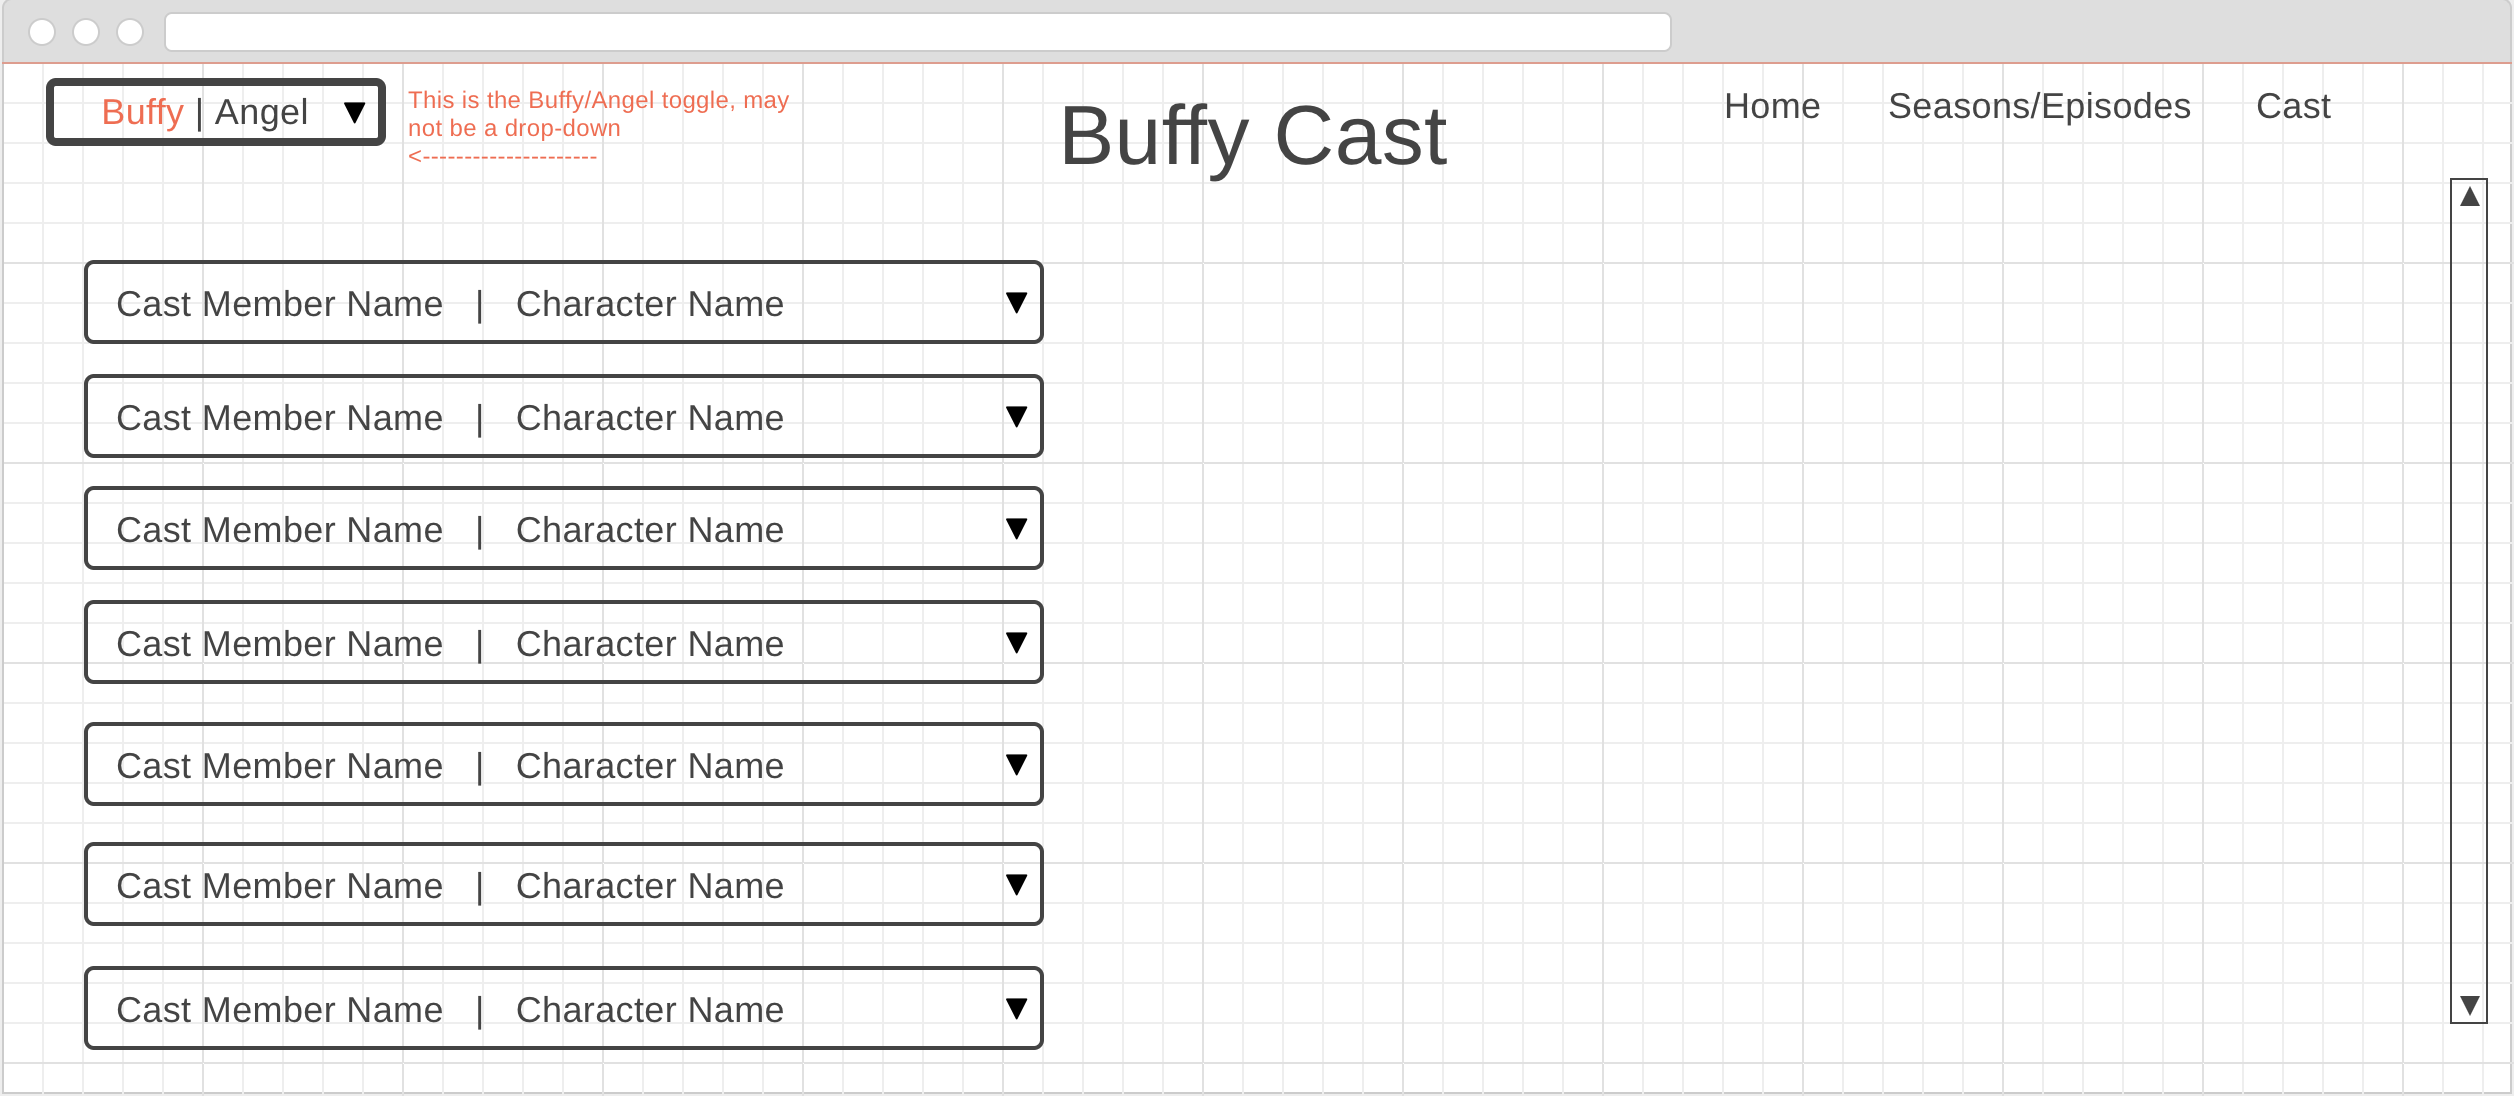 Buffy | Angel ▼
This is the Buffy/Angel toggle, may
not be a drop-down
<---------------------
Buffy Cast
Home Seasons/Episodes Cast
Cast Member Name | Character Name
Cast Member Name | Character Name
Cast Member Name | Character Name
Cast Member Name | Character Name
Cast Member Name | Character Name
Cast Member Name | Character Name
Cast Member Name | Character Name